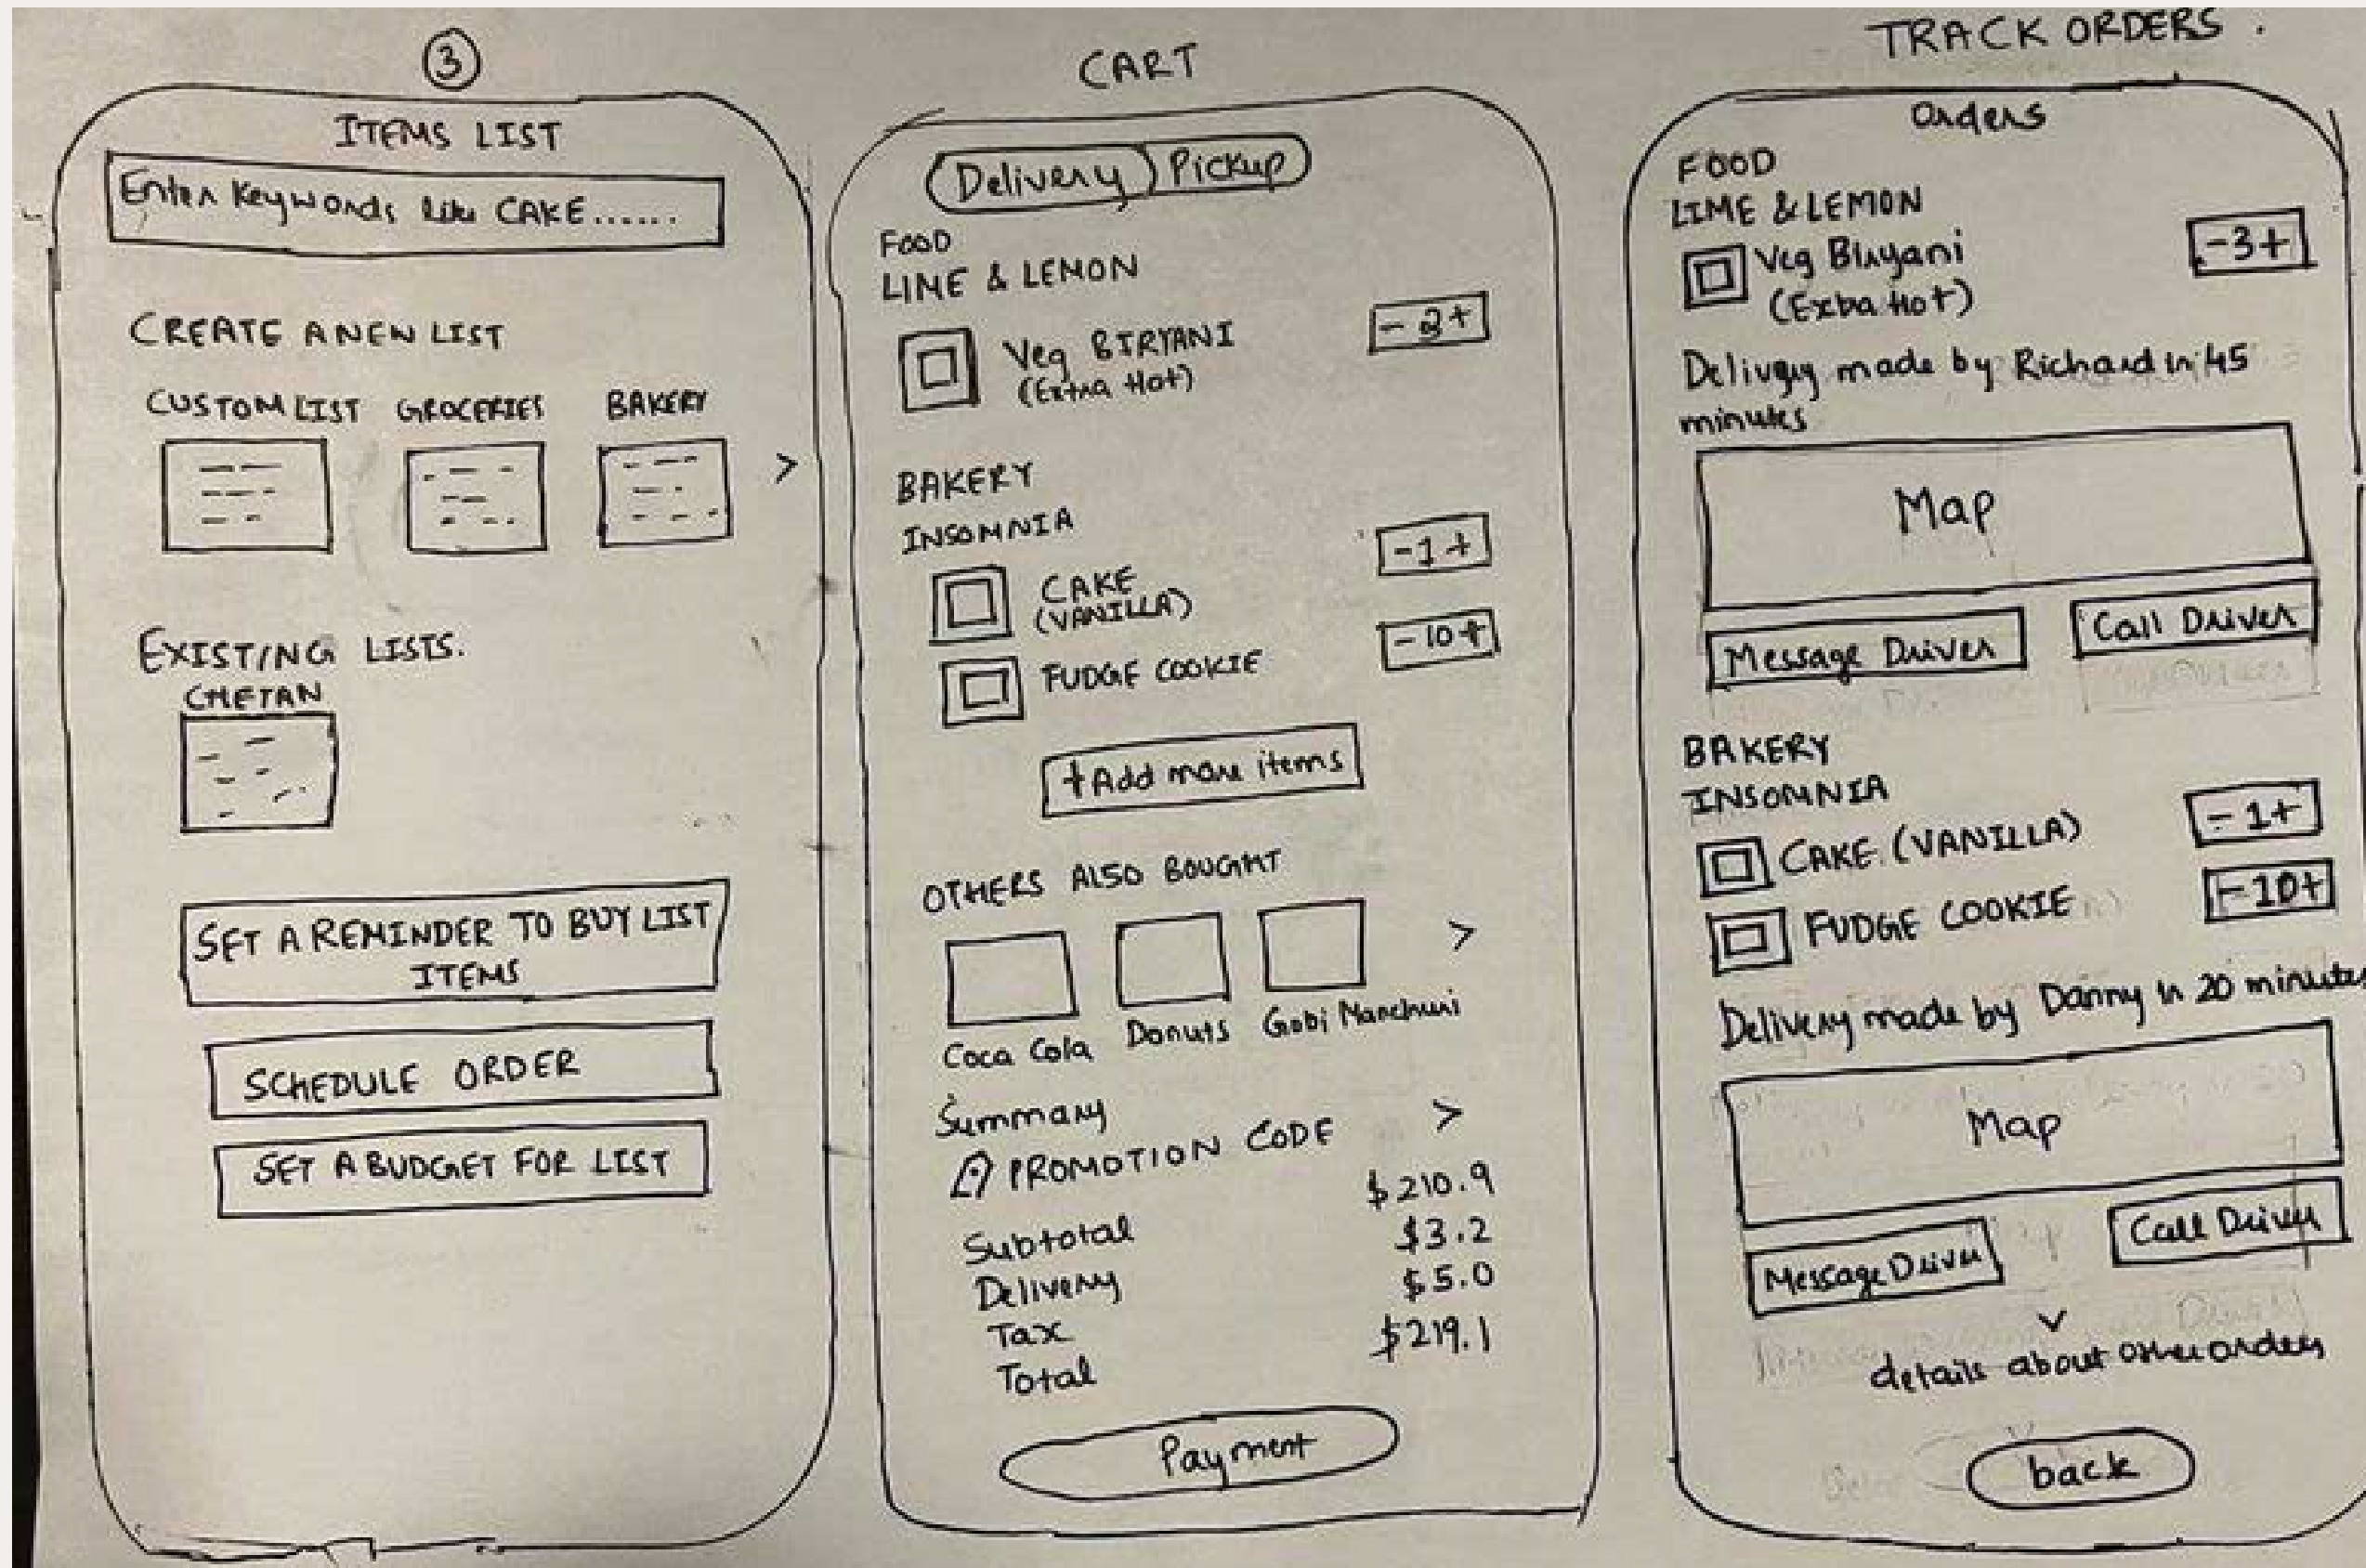 3
ITEMS LIST
Enter Keywords like CAKE......
CREATE A NEW LIST
CUSTOM LIST GROCERIES BAKERY
>
EXISTING LISTS.
CHETAN
SET A REMINDER TO BUY LIST
ITEMS
SCHEDULE ORDER
SET A BUDGET FOR LIST
CART
Delivery Pickup
FOOD
LIME & LEMON
Veg BIRYANI - 2 +
(Extra Hot)
BAKERY
INSOMNIA
CAKE -1 +
(VANILLA)
FUDGE COOKIE - 10 +
+ Add more items
OTHERS ALSO BOUGHT
>
Coca Cola Donuts Gobi Manchuri
Summary >
PROMOTION CODE
Subtotal $210.9
Delivery $3.2
Tax $5.0
Total $219.1
Payment
TRACK ORDERS .
Orders
FOOD
LIME & LEMON
Veg Biryani -3+
(Extra Hot)
Delivery made by Richard in 45
minutes
Map
Message Driver Call Driver
BAKERY
INSOMNIA
CAKE. (VANILLA) - 1+
FUDGE COOKIE -10+
Delivery made by Danny in 20 minutes
Map
Message Driver Call Driver
details about other orders
back